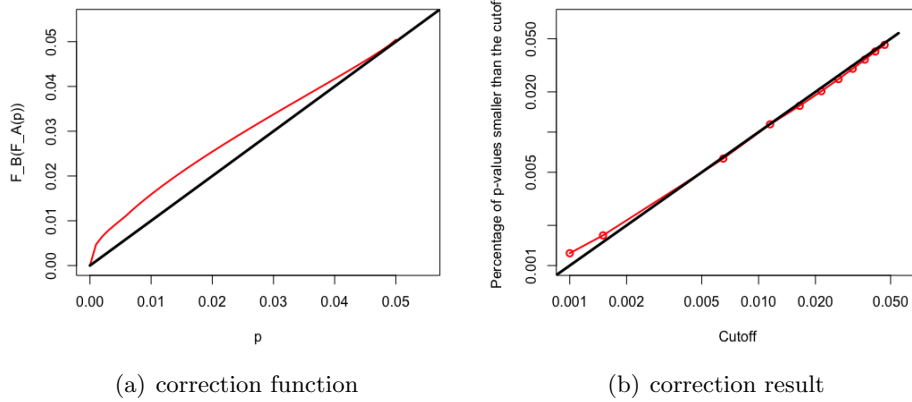 F_B(F_A(p))
0.05
0.04
0.03
0.02
0.01
0.00
0.00 0.01 0.02 0.03 0.04 0.05
p
(a) correction function
Percentage of p-values smaller than the cutof
0.050
0.020
0.005
0.001
0.001 0.002 0.005 0.010 0.020 0.050
Cutoff
(b) correction result